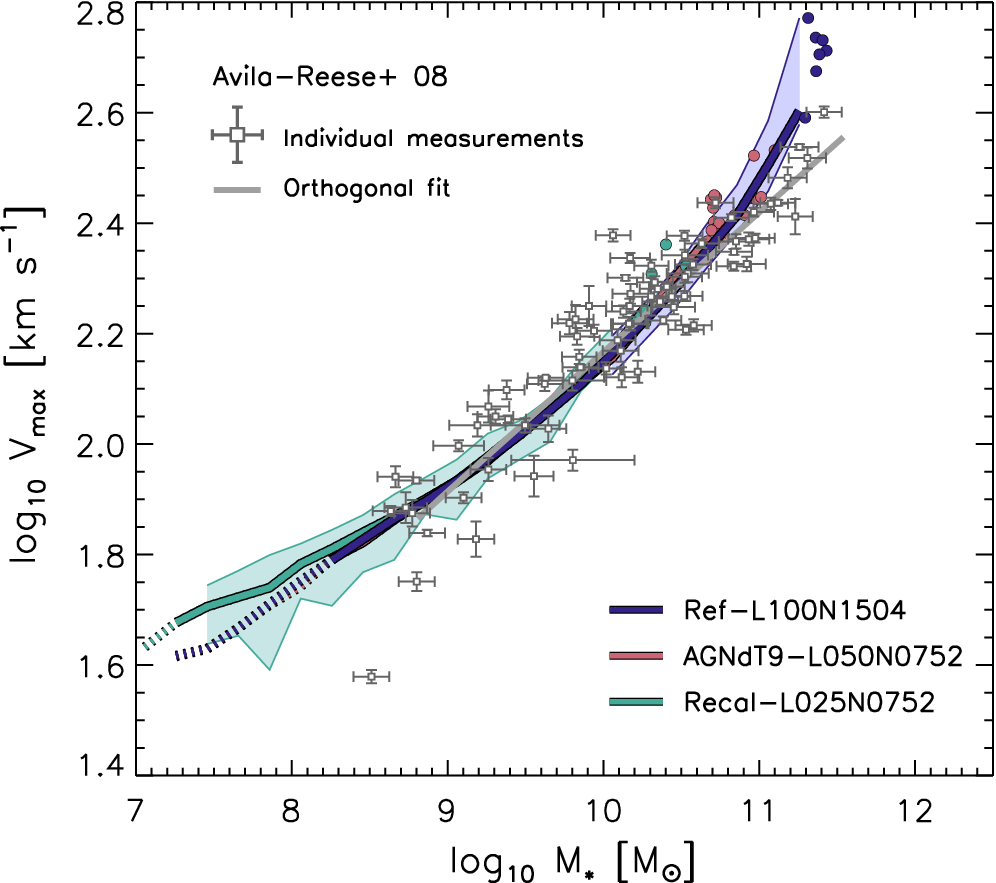 Avila−Reese+ 08
Individual measurements
Orthogonal fit
Ref−L100N1504
AGNdT9−L050N0752
Recal−L025N0752
2.8
2.6
2.4
2.2
2.0
1.8
1.6
1.4
log₁₀ Vₘₐₓ [km s⁻¹]
7 8 9 10 11 12
log₁₀ M⁎ [M⊙]